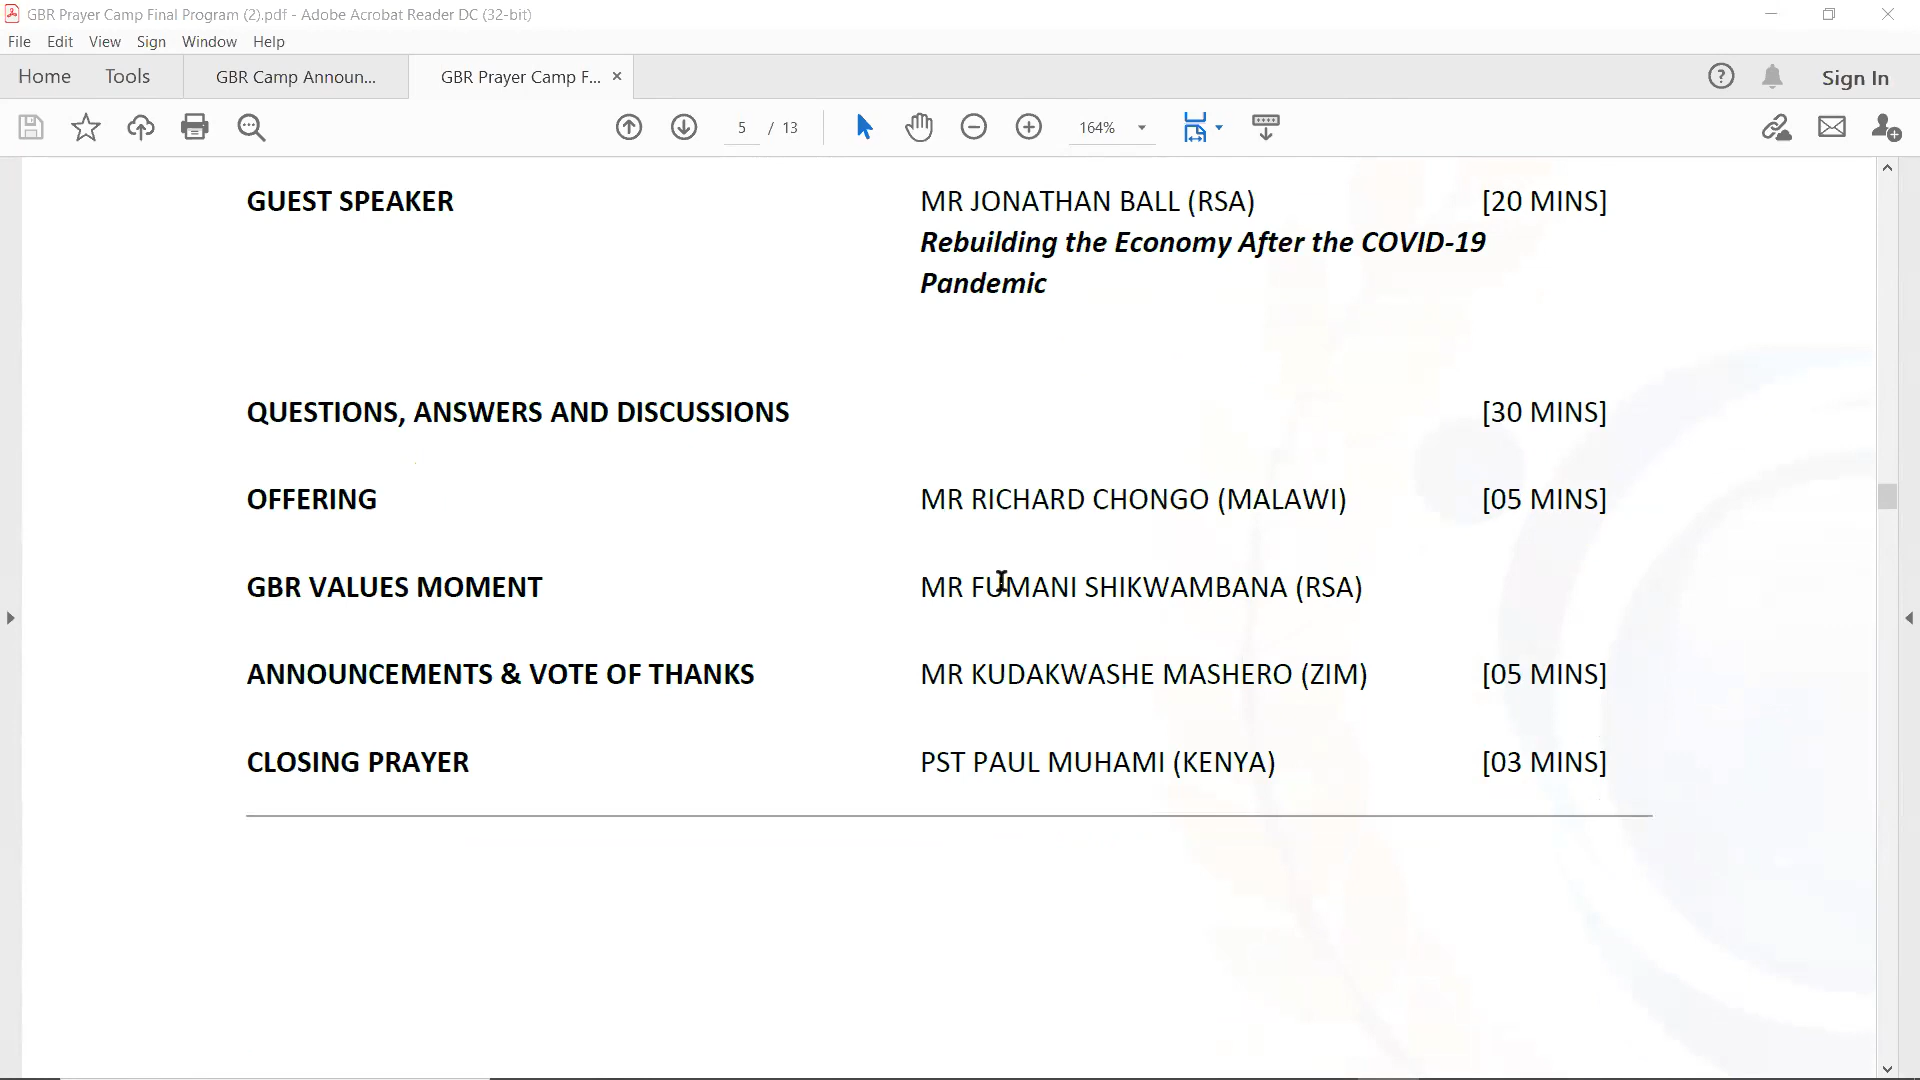 GBR Prayer Camp Final Program (2).pdf - Adobe Acrobat Reader DC (32-bit)
File Edit View Sign Window Help
Home Tools GBR Camp Announ... GBR Prayer Camp F... × ? Sign In
5 / 13 164%
GUEST SPEAKER MR JONATHAN BALL (RSA) [20 MINS]
Rebuilding the Economy After the COVID-19
Pandemic
QUESTIONS, ANSWERS AND DISCUSSIONS [30 MINS]
OFFERING MR RICHARD CHONGO (MALAWI) [05 MINS]
GBR VALUES MOMENT MR FUMANI SHIKWAMBANA (RSA)
ANNOUNCEMENTS & VOTE OF THANKS MR KUDAKWASHE MASHERO (ZIM) [05 MINS]
CLOSING PRAYER PST PAUL MUHAMI (KENYA) [03 MINS]